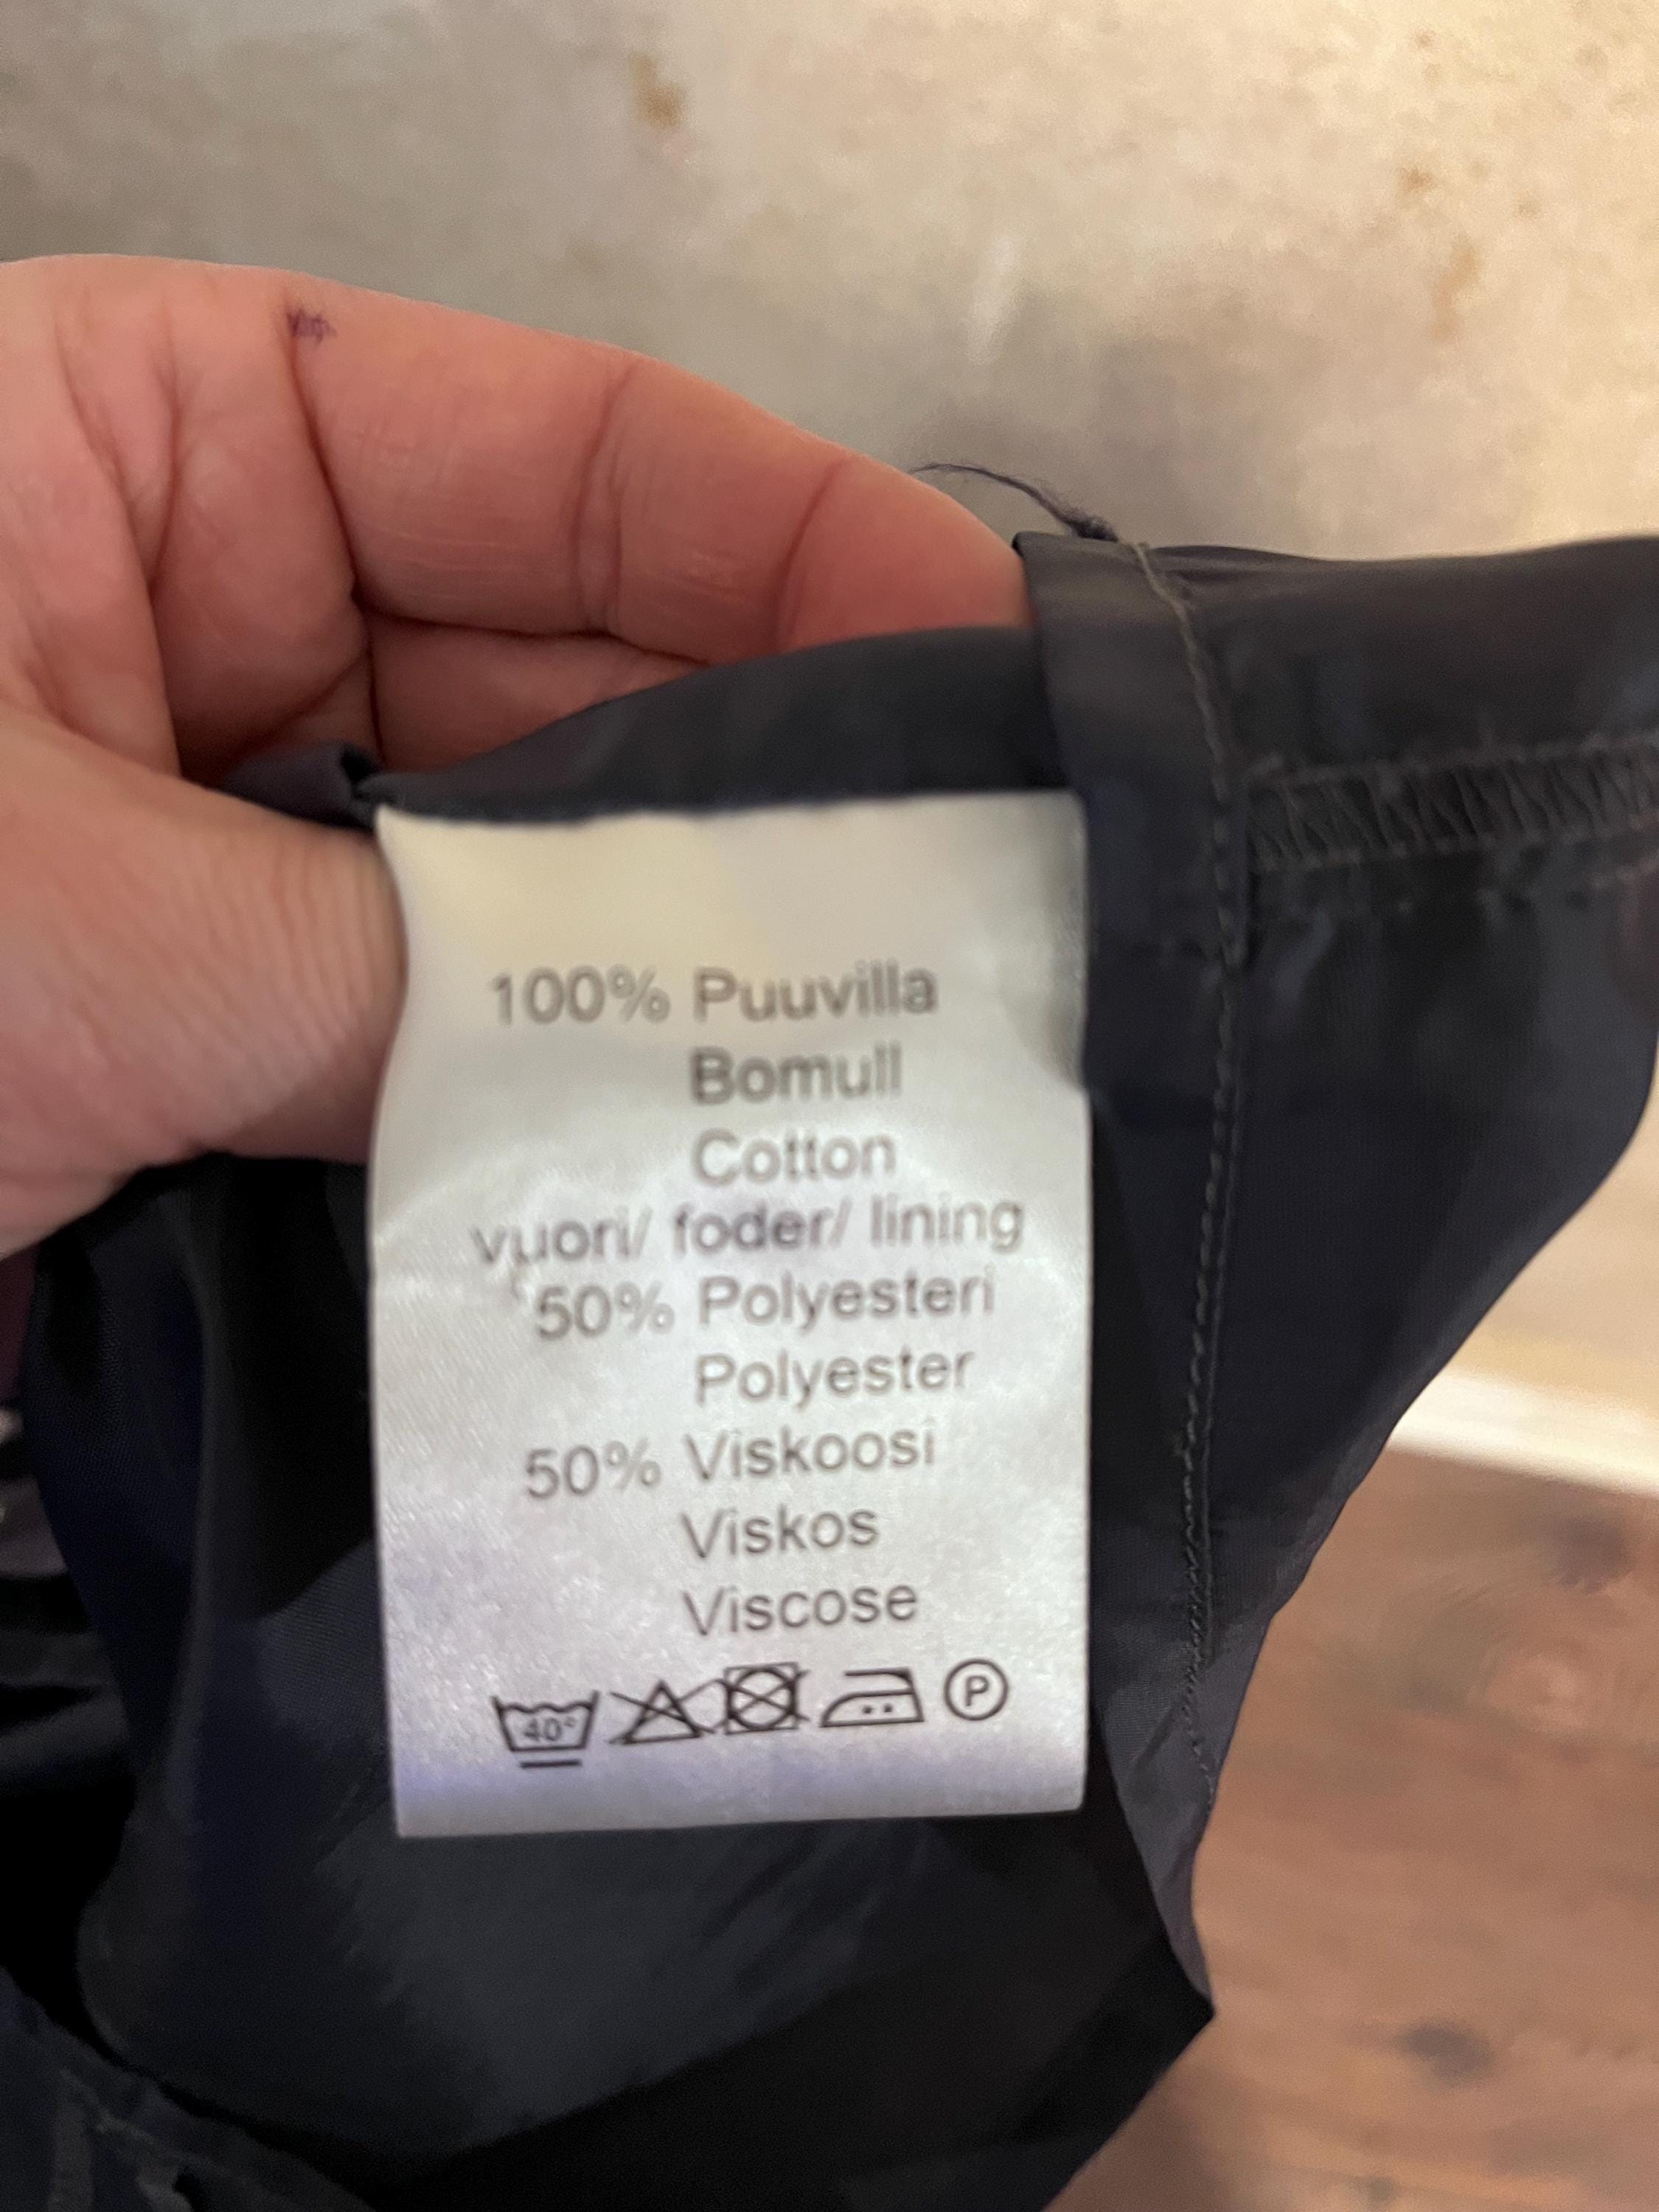 100% Puuvilla
Bomull
Cotton
vuori/ foder/ lining
50% Polyesteri
Polyester
50% Viskoosi
Viskos
Viscose
40° P